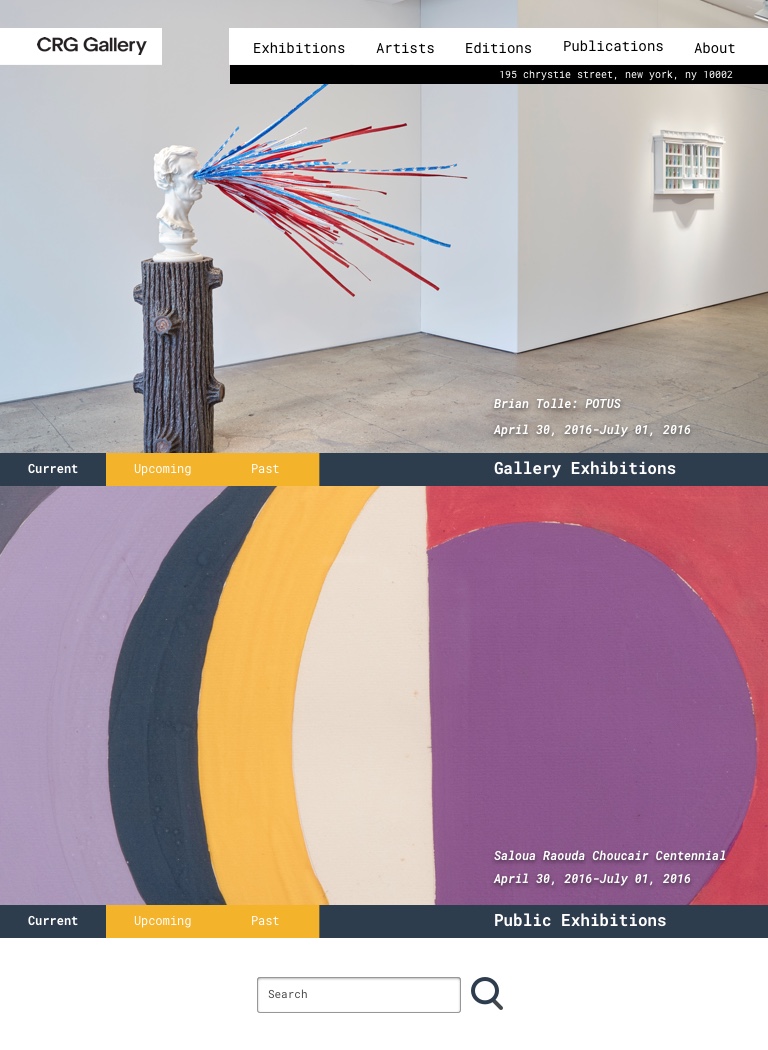 CRG Gallery
Exhibitions Artists Editions Publications About
195 chrystie street, new york, ny 10002
Brian Tolle: POTUS
April 30, 2016-July 01, 2016
Current Upcoming Past Gallery Exhibitions
Saloua Raouda Choucair Centennial
April 30, 2016-July 01, 2016
Current Upcoming Past Public Exhibitions
Search